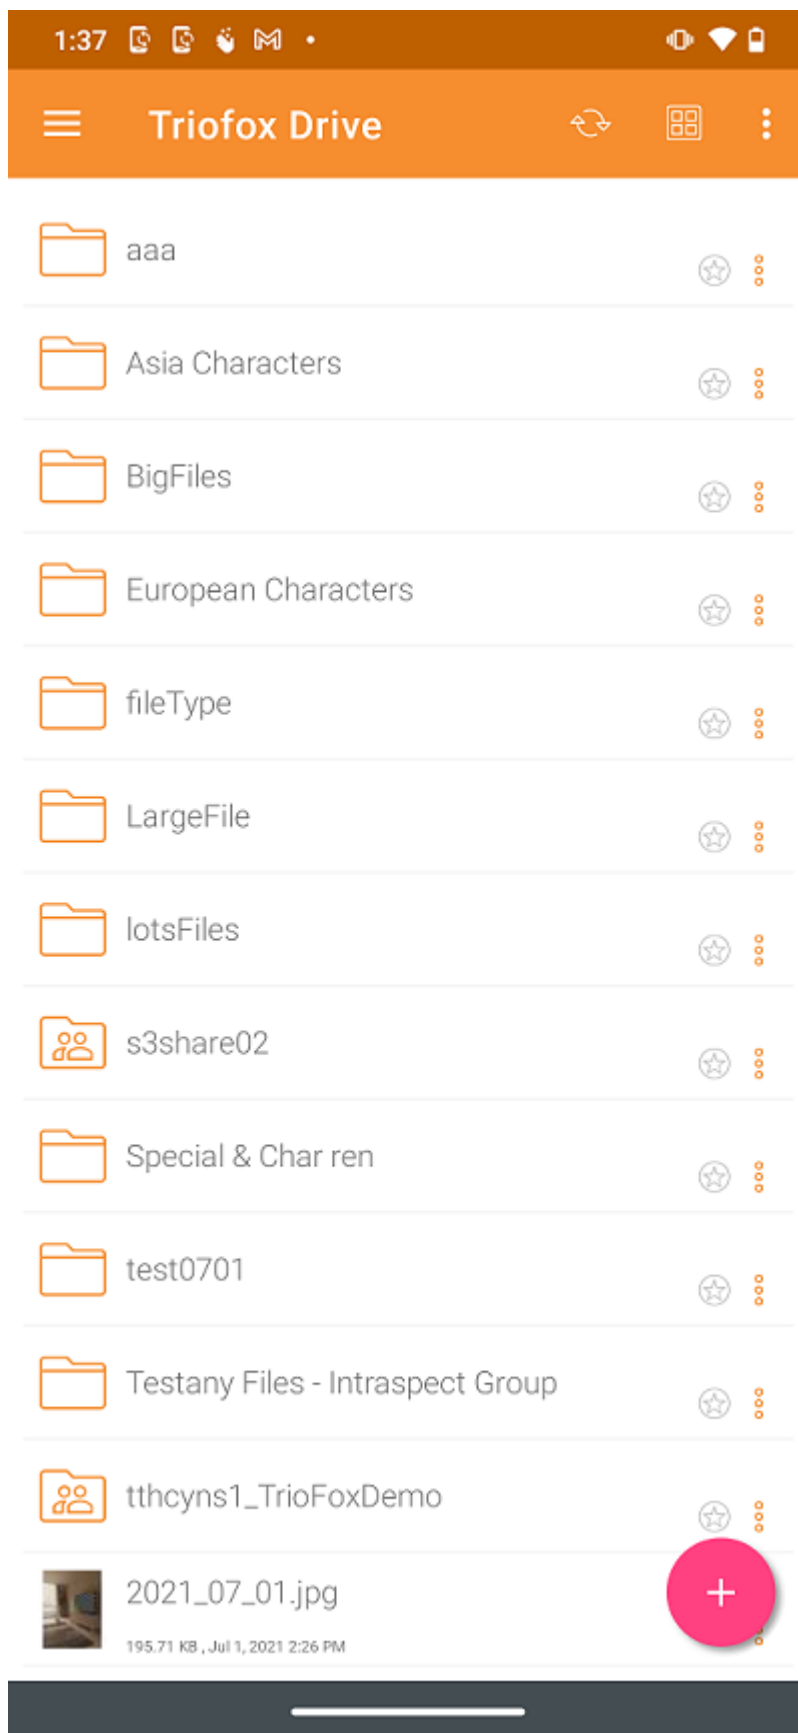 1:37
Triofox Drive
aaa
Asia Characters
BigFiles
European Characters
fileType
LargeFile
lotsFiles
s3share02
Special & Char ren
test0701
Testany Files - Intraspect Group
tthcyns1_TrioFoxDemo
2021_07_01.jpg
195.71 KB , Jul 1, 2021 2:26 PM